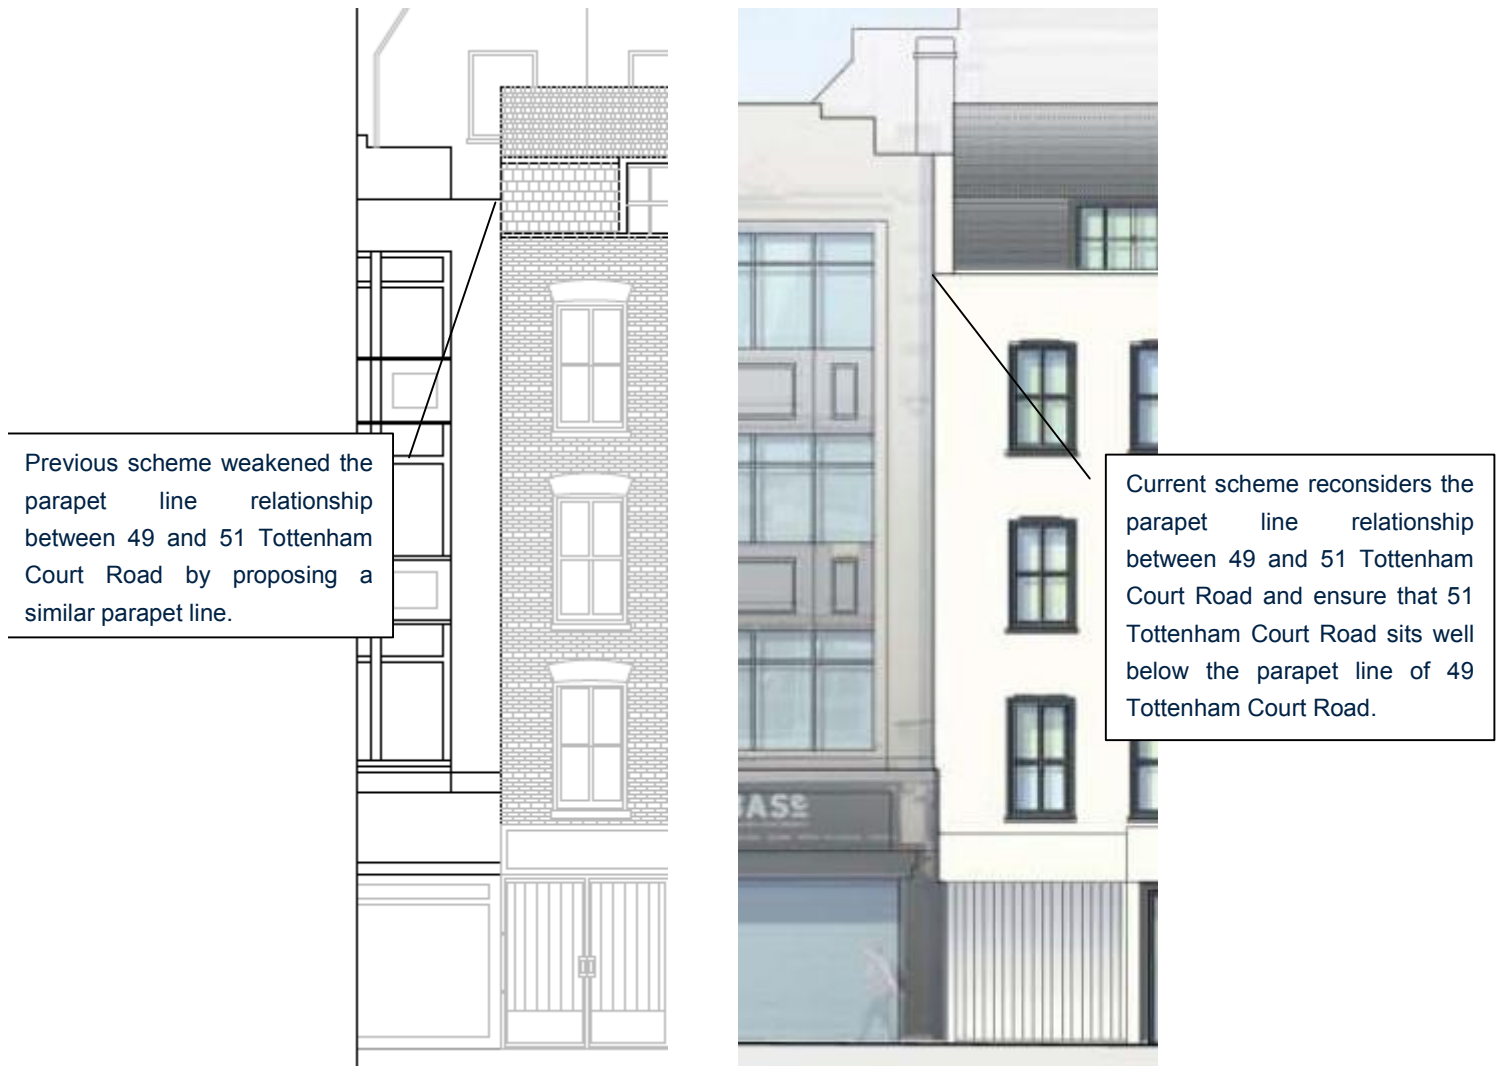 Previous scheme weakened the
parapet line relationship
between 49 and 51 Tottenham
Court Road by proposing a
similar parapet line.
Current scheme reconsiders the
parapet line relationship
between 49 and 51 Tottenham
Court Road and ensure that 51
Tottenham Court Road sits well
below the parapet line of 49
Tottenham Court Road.